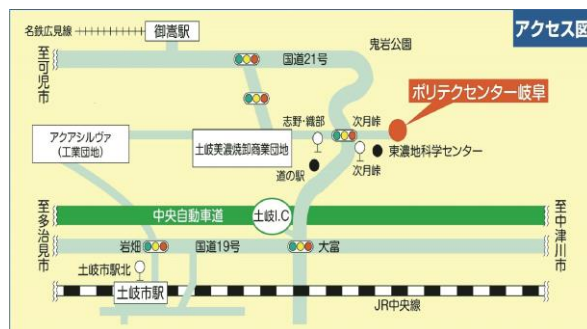 アクセス図
名鉄広見線
御嵩駅
鬼岩公園
至可児市
国道21号
ポリテクセンター岐阜
志野・織部
次月峠
アクアシルヴァ
(工業団地)
土岐美濃焼卸商業団地
東濃地科学センター
道の駅
次月峠
至多治見市
中央自動車道
土岐I.C
至中津川市
岩畑
国道19号
大富
土岐市駅北
土岐市駅
JR中央線